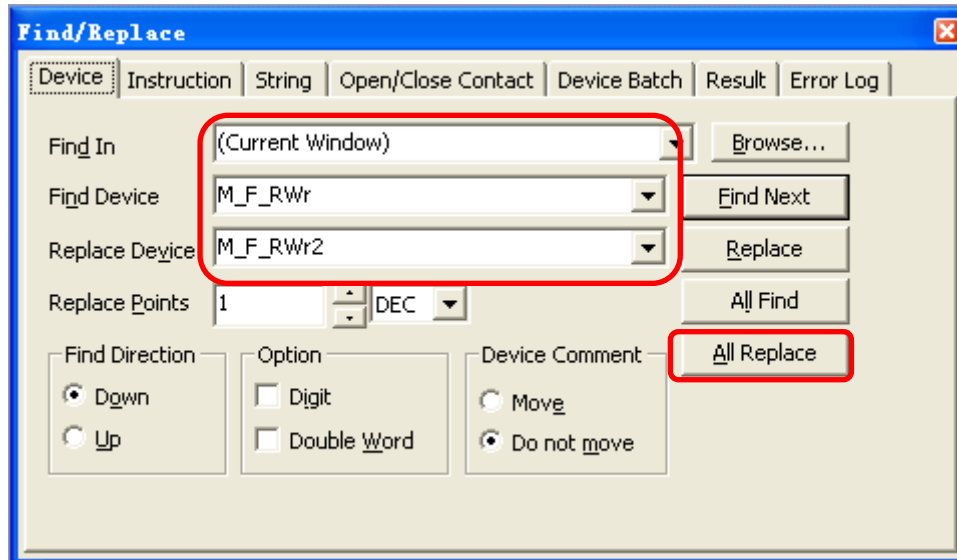 Find/Replace
Device Instruction String Open/Close Contact Device Batch Result Error Log
Find In (Current Window) Browse...
Find Device M_F_RWr Find Next
Replace Device M_F_RWr2 Replace
Replace Points 1 DEC All Find
Find Direction Option Device Comment All Replace
Down Digit Move
Up Double Word Do not move